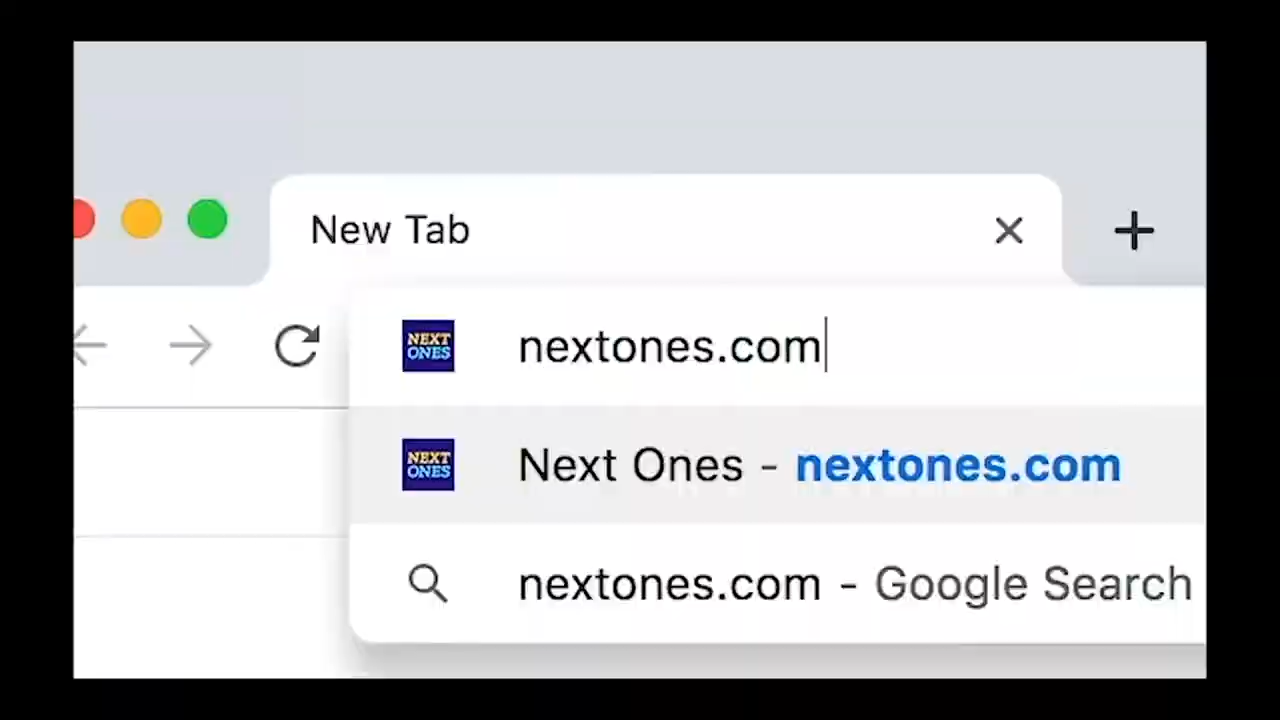 New Tab
NEXT
ONES
nextones.com
NEXT
ONES
Next Ones - nextones.com
nextones.com - Google Search